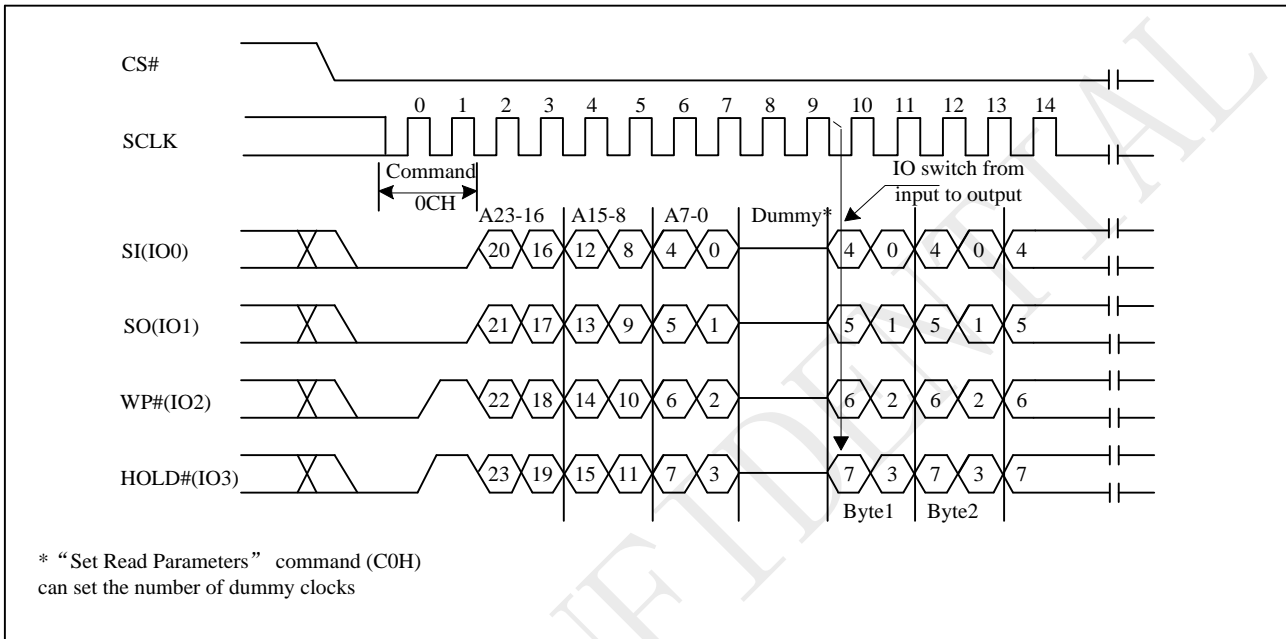 CS#
0 1 2 3 4 5 6 7 8 9 10 11 12 13 14
SCLK
Command
0CH
IO switch from
input to output
A23-16 A15-8 A7-0 Dummy*
SI(IO0) 20 16 12 8 4 0 4 0 4 0 4
SO(IO1) 21 17 13 9 5 1 5 1 5 1 5
WP#(IO2) 22 18 14 10 6 2 6 2 6 2 6
HOLD#(IO3) 23 19 15 11 7 3 7 3 7 3 7
Byte1 Byte2
* “Set Read Parameters” command (C0H)
can set the number of dummy clocks